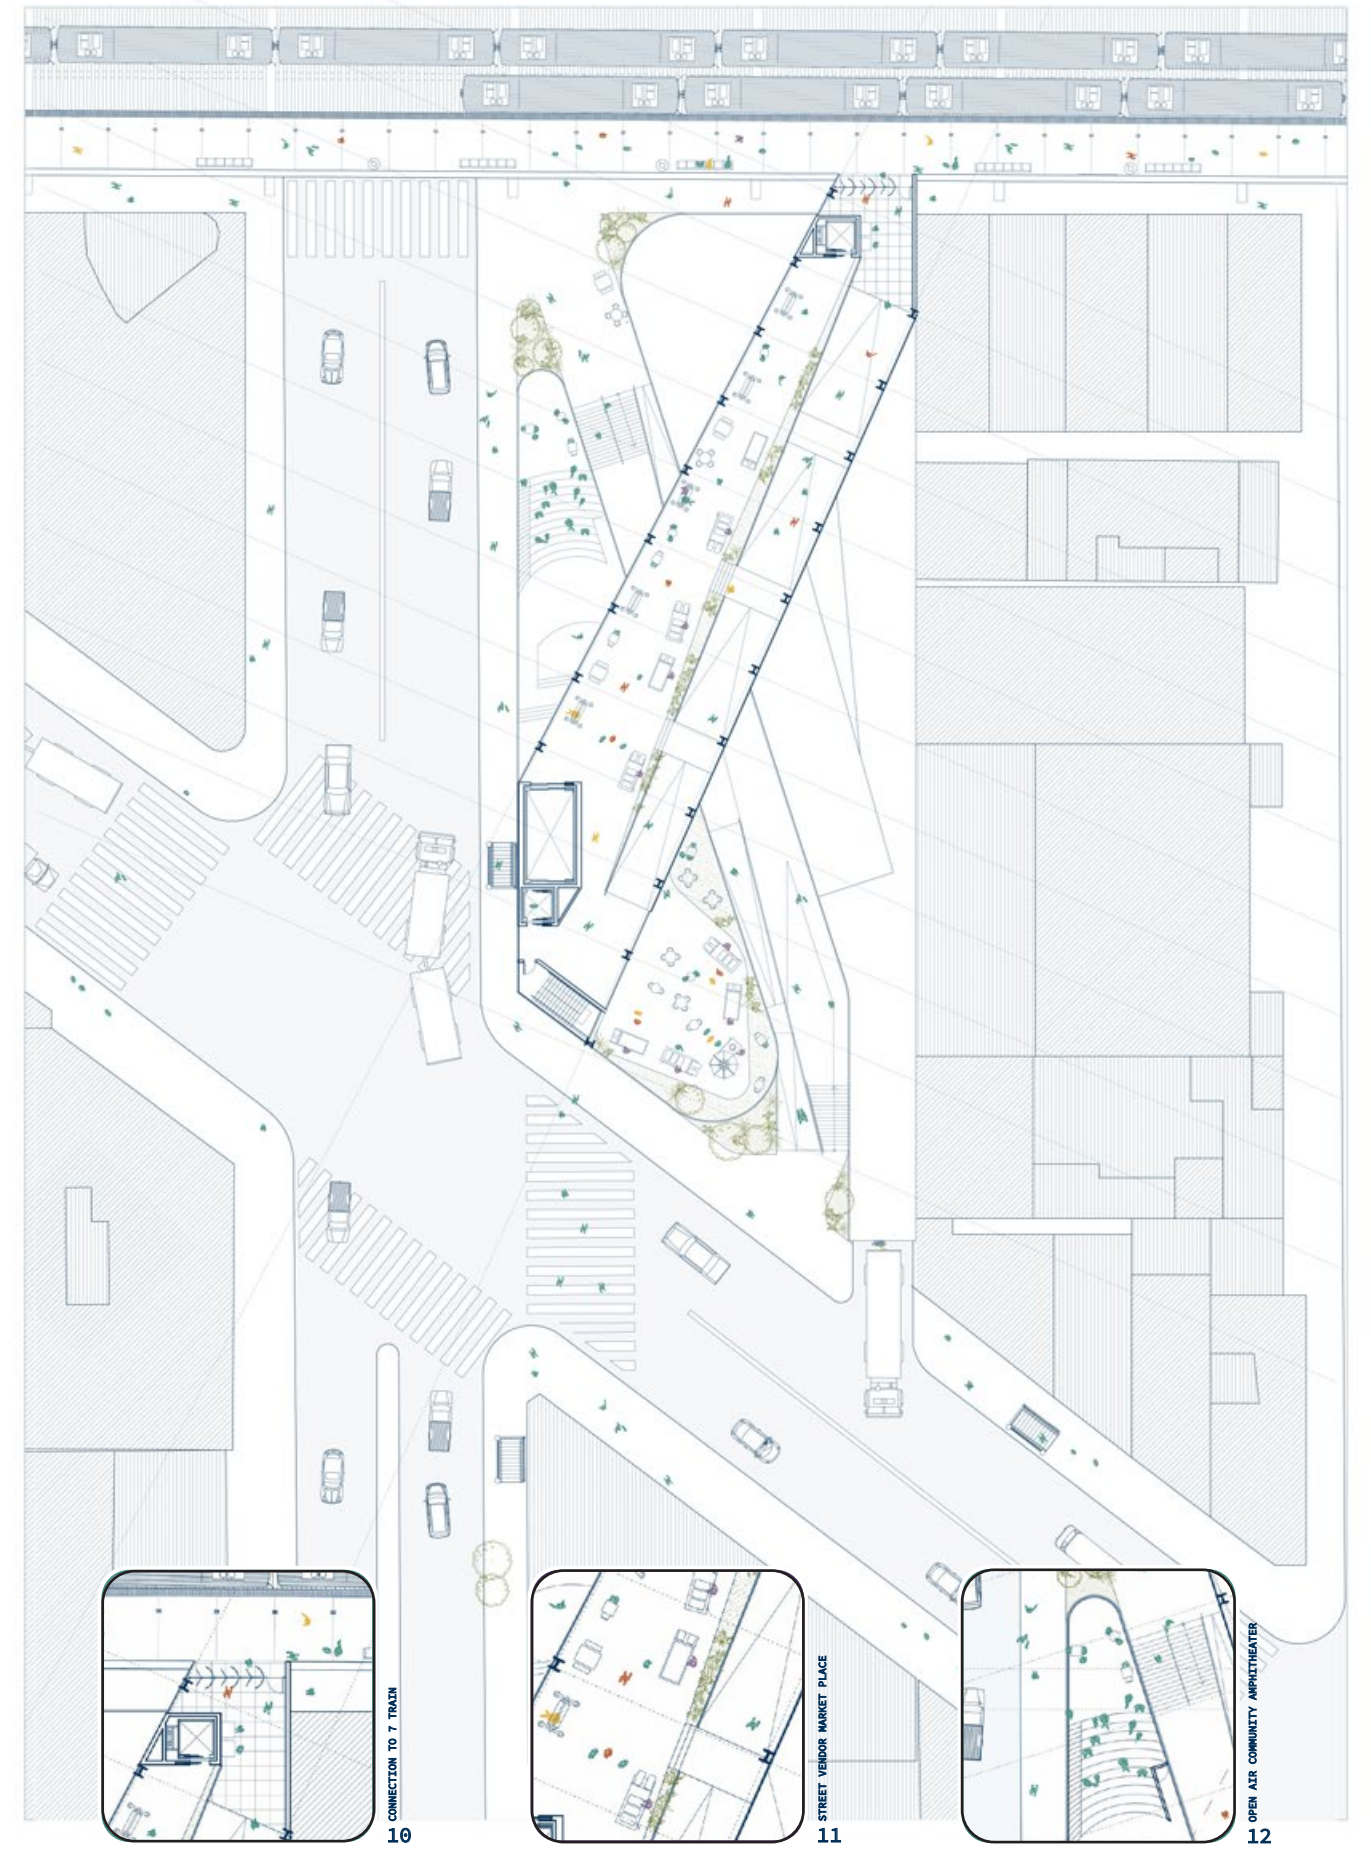 CONNECTION TO 7 TRAIN
10
STREET VENDOR MARKET PLACE
11
OPEN AIR COMMUNITY AMPHITHEATER
12